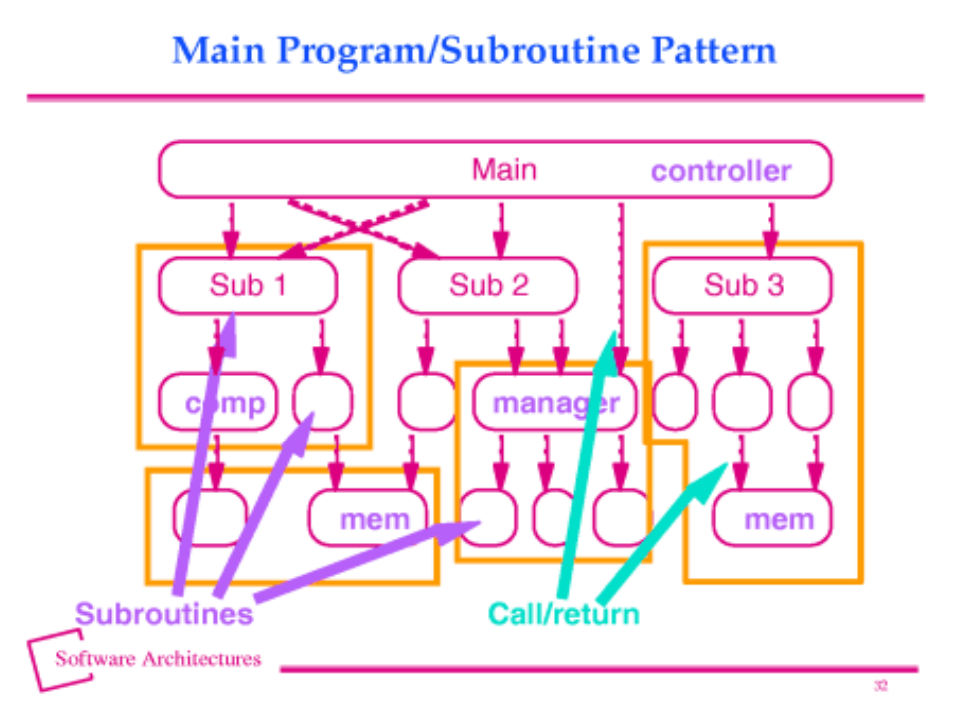 Main Program/Subroutine Pattern
Main controller
Sub 1 Sub 2 Sub 3
comp manager
mem mem
Subroutines Call/return
Software Architectures
32